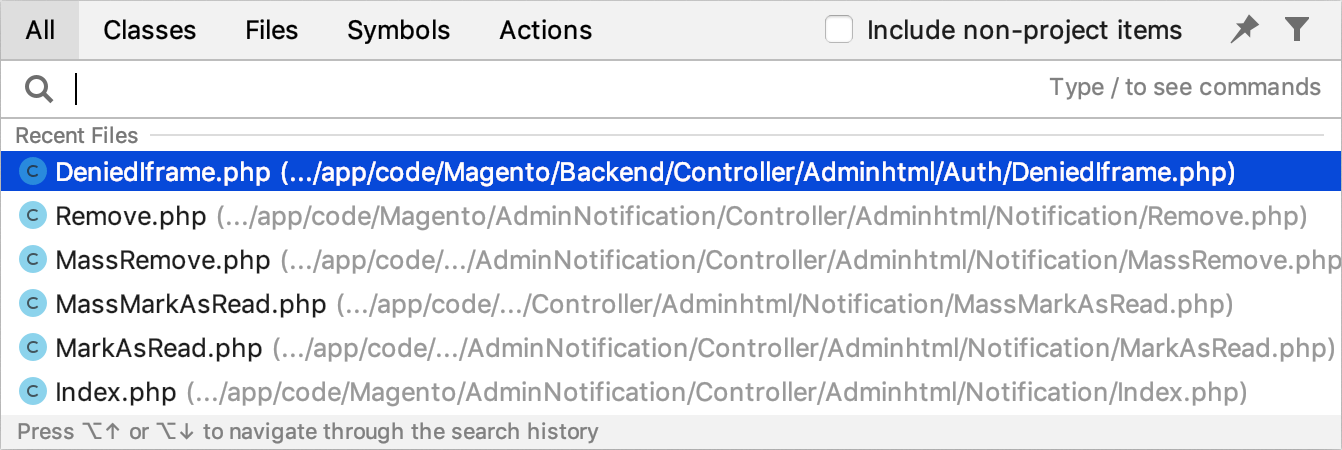 All Classes Files Symbols Actions Include non-project items
Type / to see commands
Recent Files
C DeniedIframe.php (.../app/code/Magento/Backend/Controller/Adminhtml/Auth/DeniedIframe.php)
C Remove.php (.../app/code/Magento/AdminNotification/Controller/Adminhtml/Notification/Remove.php)
C MassRemove.php (.../app/code/.../AdminNotification/Controller/Adminhtml/Notification/MassRemove.php
C MassMarkAsRead.php (.../app/code/.../Controller/Adminhtml/Notification/MassMarkAsRead.php)
C MarkAsRead.php (.../app/code/.../AdminNotification/Controller/Adminhtml/Notification/MarkAsRead.php)
C Index.php (.../app/code/Magento/AdminNotification/Controller/Adminhtml/Notification/Index.php)
Press ⌥↑ or ⌥↓ to navigate through the search history